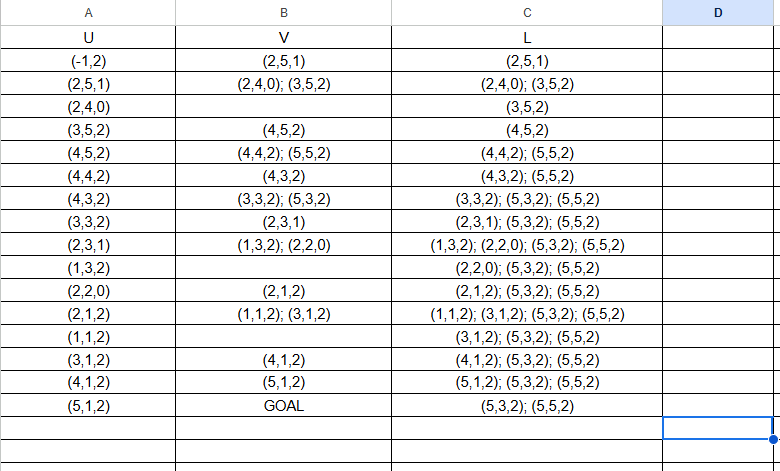 A B C D
U V L
(-1,2) (2,5,1) (2,5,1)
(2,5,1) (2,4,0); (3,5,2) (2,4,0); (3,5,2)
(2,4,0) (3,5,2)
(3,5,2) (4,5,2) (4,5,2)
(4,5,2) (4,4,2); (5,5,2) (4,4,2); (5,5,2)
(4,4,2) (4,3,2) (4,3,2); (5,5,2)
(4,3,2) (3,3,2); (5,3,2) (3,3,2); (5,3,2); (5,5,2)
(3,3,2) (2,3,1) (2,3,1); (5,3,2); (5,5,2)
(2,3,1) (1,3,2); (2,2,0) (1,3,2); (2,2,0); (5,3,2); (5,5,2)
(1,3,2) (2,2,0); (5,3,2); (5,5,2)
(2,2,0) (2,1,2) (2,1,2); (5,3,2); (5,5,2)
(2,1,2) (1,1,2); (3,1,2) (1,1,2); (3,1,2); (5,3,2); (5,5,2)
(1,1,2) (3,1,2); (5,3,2); (5,5,2)
(3,1,2) (4,1,2) (4,1,2); (5,3,2); (5,5,2)
(4,1,2) (5,1,2) (5,1,2); (5,3,2); (5,5,2)
(5,1,2) GOAL (5,3,2); (5,5,2)